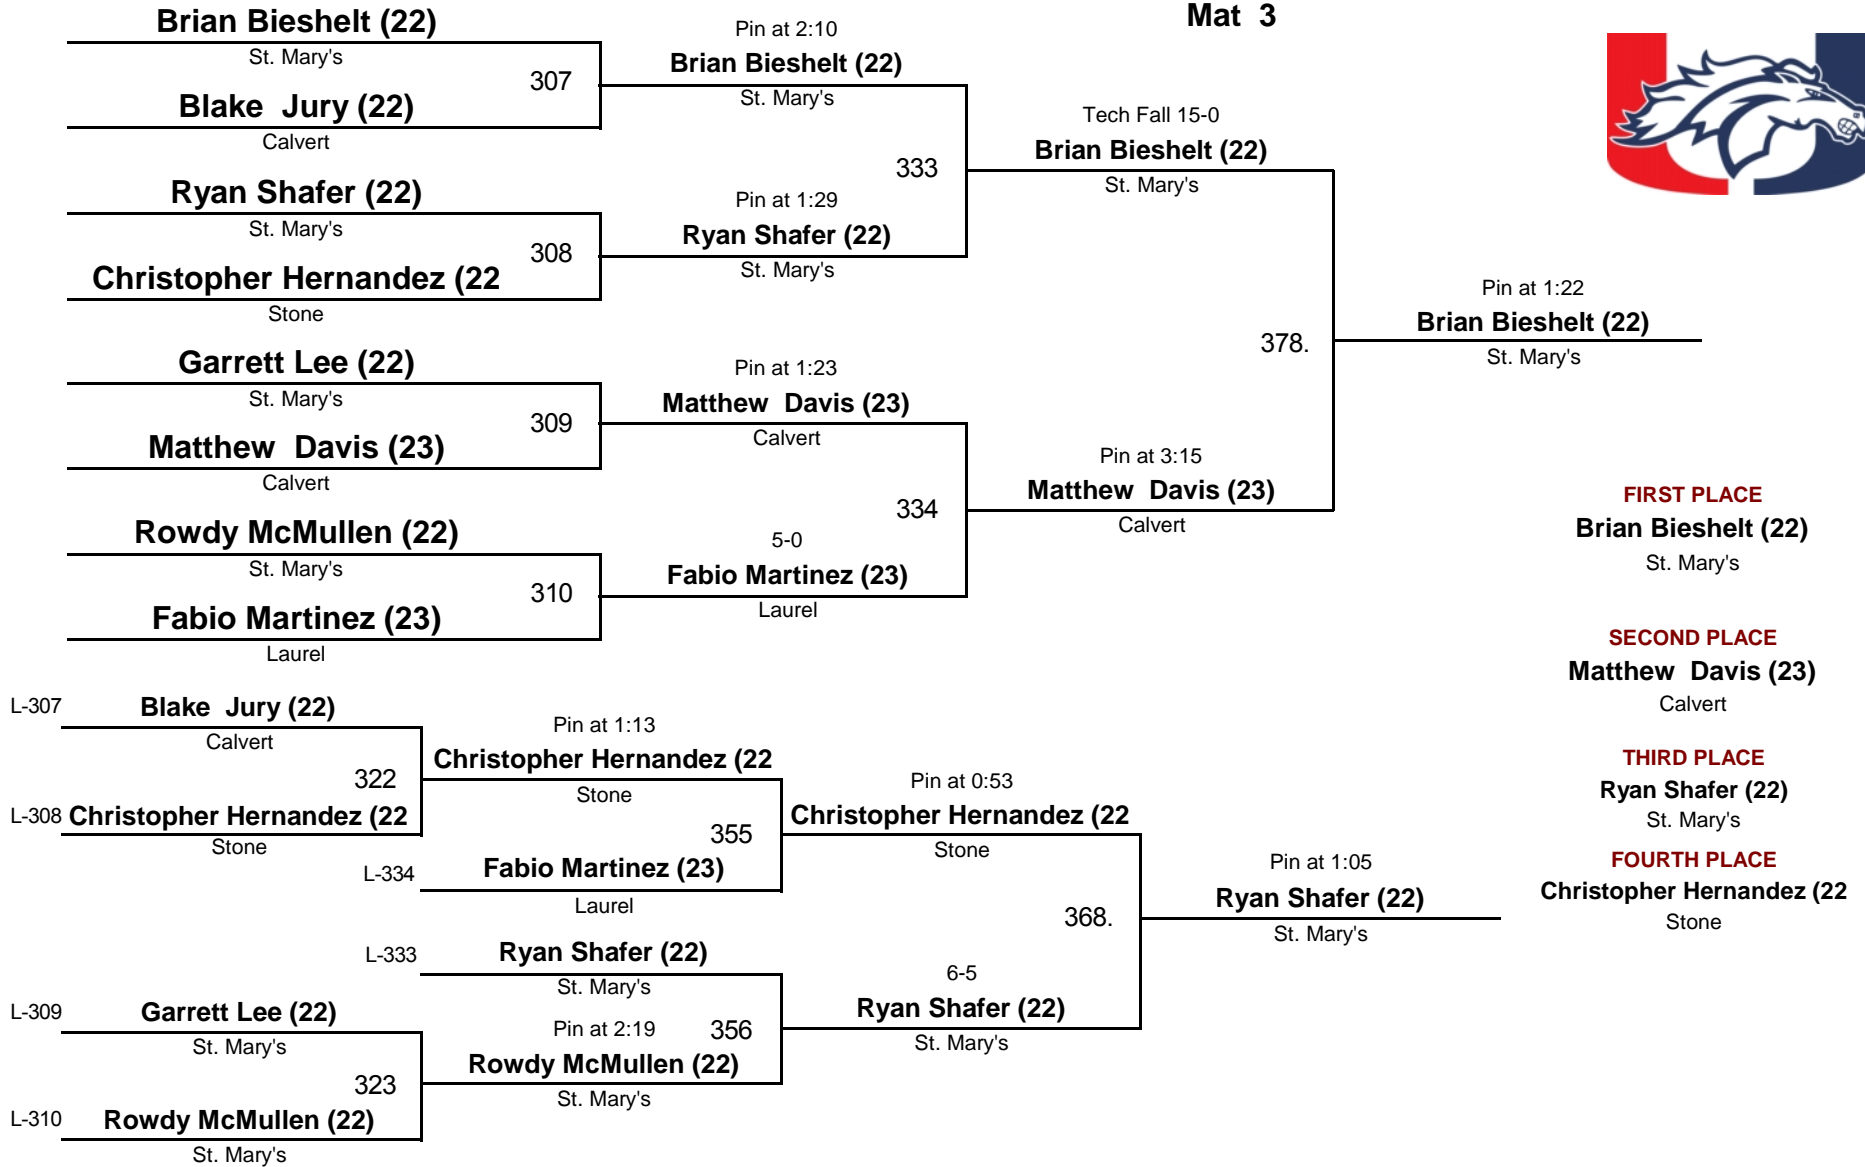 Mat  3
Brian Bieshelt (22)
St. Mary's
307
Blake  Jury (22)
Calvert
Ryan Shafer (22)
St. Mary's
308
Christopher Hernandez (22
Stone
Garrett Lee (22)
St. Mary's
309
Matthew  Davis (23)
Calvert
Rowdy McMullen (22)
St. Mary's
310
Fabio Martinez (23)
Laurel
Pin at 2:10
Brian Bieshelt (22)
St. Mary's
333
Pin at 1:29
Ryan Shafer (22)
St. Mary's
Pin at 1:23
Matthew  Davis (23)
Calvert
334
5-0
Fabio Martinez (23)
Laurel
Tech Fall 15-0
Brian Bieshelt (22)
St. Mary's
378.
Pin at 3:15
Matthew  Davis (23)
Calvert
Pin at 1:22
Brian Bieshelt (22)
St. Mary's
L-307
Blake  Jury (22)
Calvert
322
L-308
Christopher Hernandez (22
Stone
Pin at 1:13
Christopher Hernandez (22
Stone
355
L-334
Fabio Martinez (23)
Laurel
L-333
Ryan Shafer (22)
St. Mary's
356
L-309
Garrett Lee (22)
St. Mary's
323
L-310
Rowdy McMullen (22)
St. Mary's
Pin at 2:19
Rowdy McMullen (22)
St. Mary's
Pin at 0:53
Christopher Hernandez (22
Stone
368.
6-5
Ryan Shafer (22)
St. Mary's
Pin at 1:05
Ryan Shafer (22)
St. Mary's
FIRST PLACE
Brian Bieshelt (22)
St. Mary's
SECOND PLACE
Matthew  Davis (23)
Calvert
THIRD PLACE
Ryan Shafer (22)
St. Mary's
FOURTH PLACE
Christopher Hernandez (22
Stone